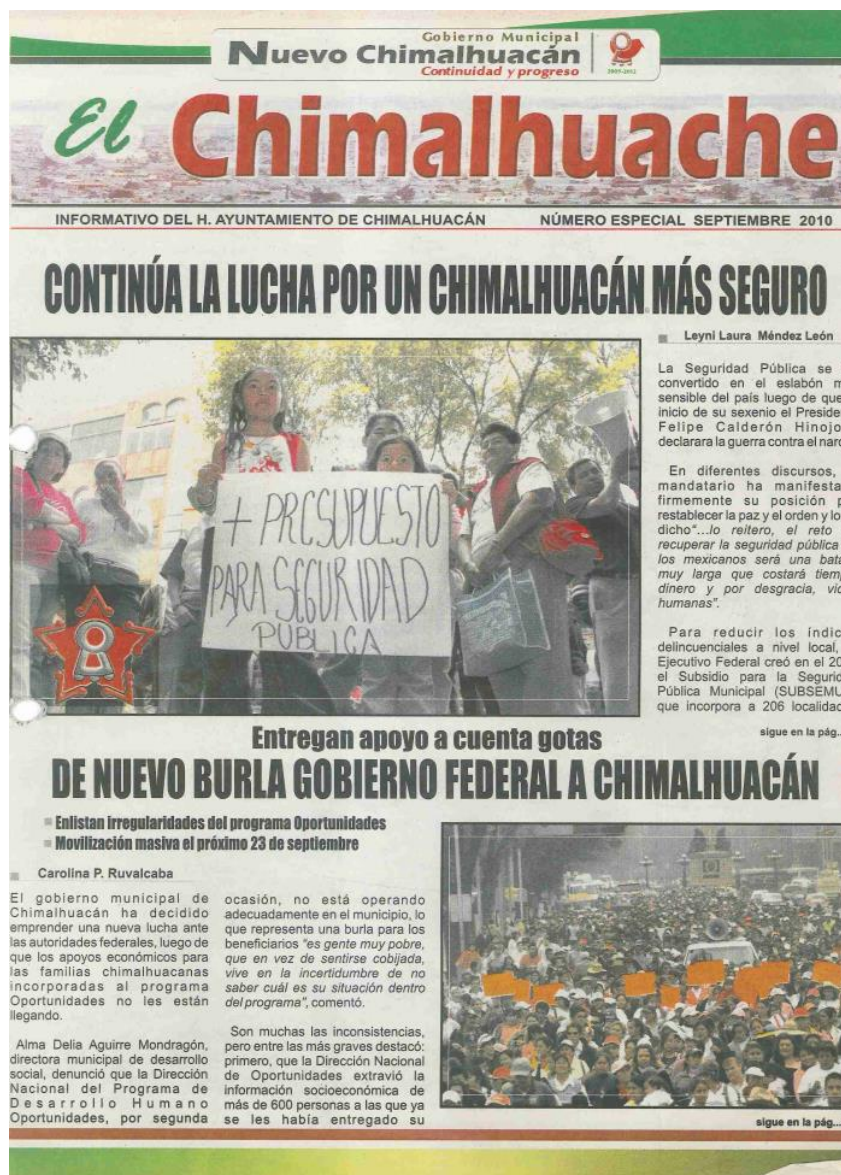 Gobierno Municipal
Nuevo Chimalhuacán
Continuidad y progreso
2009-2012
El Chimalhuache
INFORMATIVO DEL H. AYUNTAMIENTO DE CHIMALHUACÁN
NÚMERO ESPECIAL SEPTIEMBRE 2010
CONTINÚA LA LUCHA POR UN CHIMALHUACÁN MÁS SEGURO
+ PRESUPUESTO
PARA SEGURIDAD
PUBLICA
Leyni Laura Méndez León
La Seguridad Pública se
convertido en el eslabón
sensible del país luego de que
inicio de su sexenio el
Felipe Calderón
declarara la guerra contra el
En diferentes discursos,
mandatario ha
firmemente su posición
restablecer la paz y el orden y
dicho “...lo reitero, el reto
recuperar la seguridad pública
los mexicanos será una
muy larga que costará
dinero y por desgracia,
humanas”.
Para reducir los
delincuenciales a nivel local,
Ejecutivo Federal creó en el
el Subsidio para la
Pública Municipal
que incorpora a 206
sigue en la pág...
Entregan apoyo a cuenta gotas
DE NUEVO BURLA GOBIERNO FEDERAL A CHIMALHUACÁN
Enlistan irregularidades del programa Oportunidades
Movilización masiva el próximo 23 de septiembre
Carolina P. Ruvalcaba
El gobierno municipal de
Chimalhuacán ha decidido
emprender una nueva lucha ante
las autoridades federales, luego de
que los apoyos económicos para
las familias chimalhuacanas
incorporadas al programa
Oportunidades no les están
llegando.
Alma Delia Aguirre Mondragón,
directora municipal de desarrollo
social, denunció que la Dirección
Nacional del Programa de
Desarrollo Humano
Oportunidades, por segunda
ocasión, no está operando
adecuadamente en el municipio, lo
que representa una burla para los
beneficiarios “es gente muy pobre,
que en vez de sentirse cobijada,
vive en la incertidumbre de no
saber cuál es su situación dentro
del programa”, comentó.
Son muchas las inconsistencias,
pero entre las más graves destacó:
primero, que la Dirección Nacional
de Oportunidades extravió la
información socioeconómica de
más de 600 personas a las que ya
se les había entregado su
sigue en la pág...